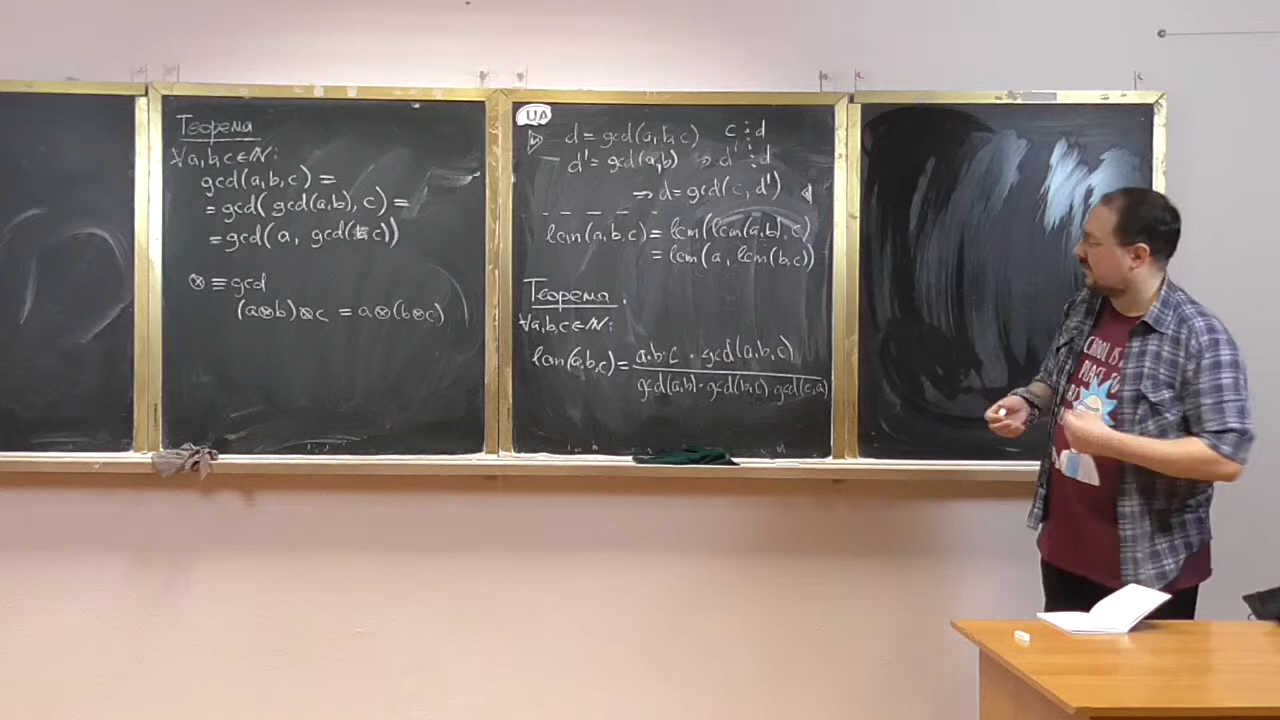 Теорема
∀a,b,c∈ℕ:
gcd(a,b,c) =
= gcd( gcd(a,b), c) =
= gcd( a, gcd(b,c))
⊗ ≡ gcd
(a⊗b)⊗c = a⊗(b⊗c)
UA
▷ d = gcd(a,b,c) c ⋮ d
d' = gcd(a,b) ⇒ d' ⋮ d
⇒ d = gcd(c, d') ◁
lcm(a,b,c) = lcm(lcm(a,b), c)
= lcm(a, lcm(b,c))
Теорема:
∀a,b,c∈ℕ:
lcm(a,b,c) = a·b·c · gcd(a,b,c)
gcd(a,b)·gcd(b,c)·gcd(c,a)